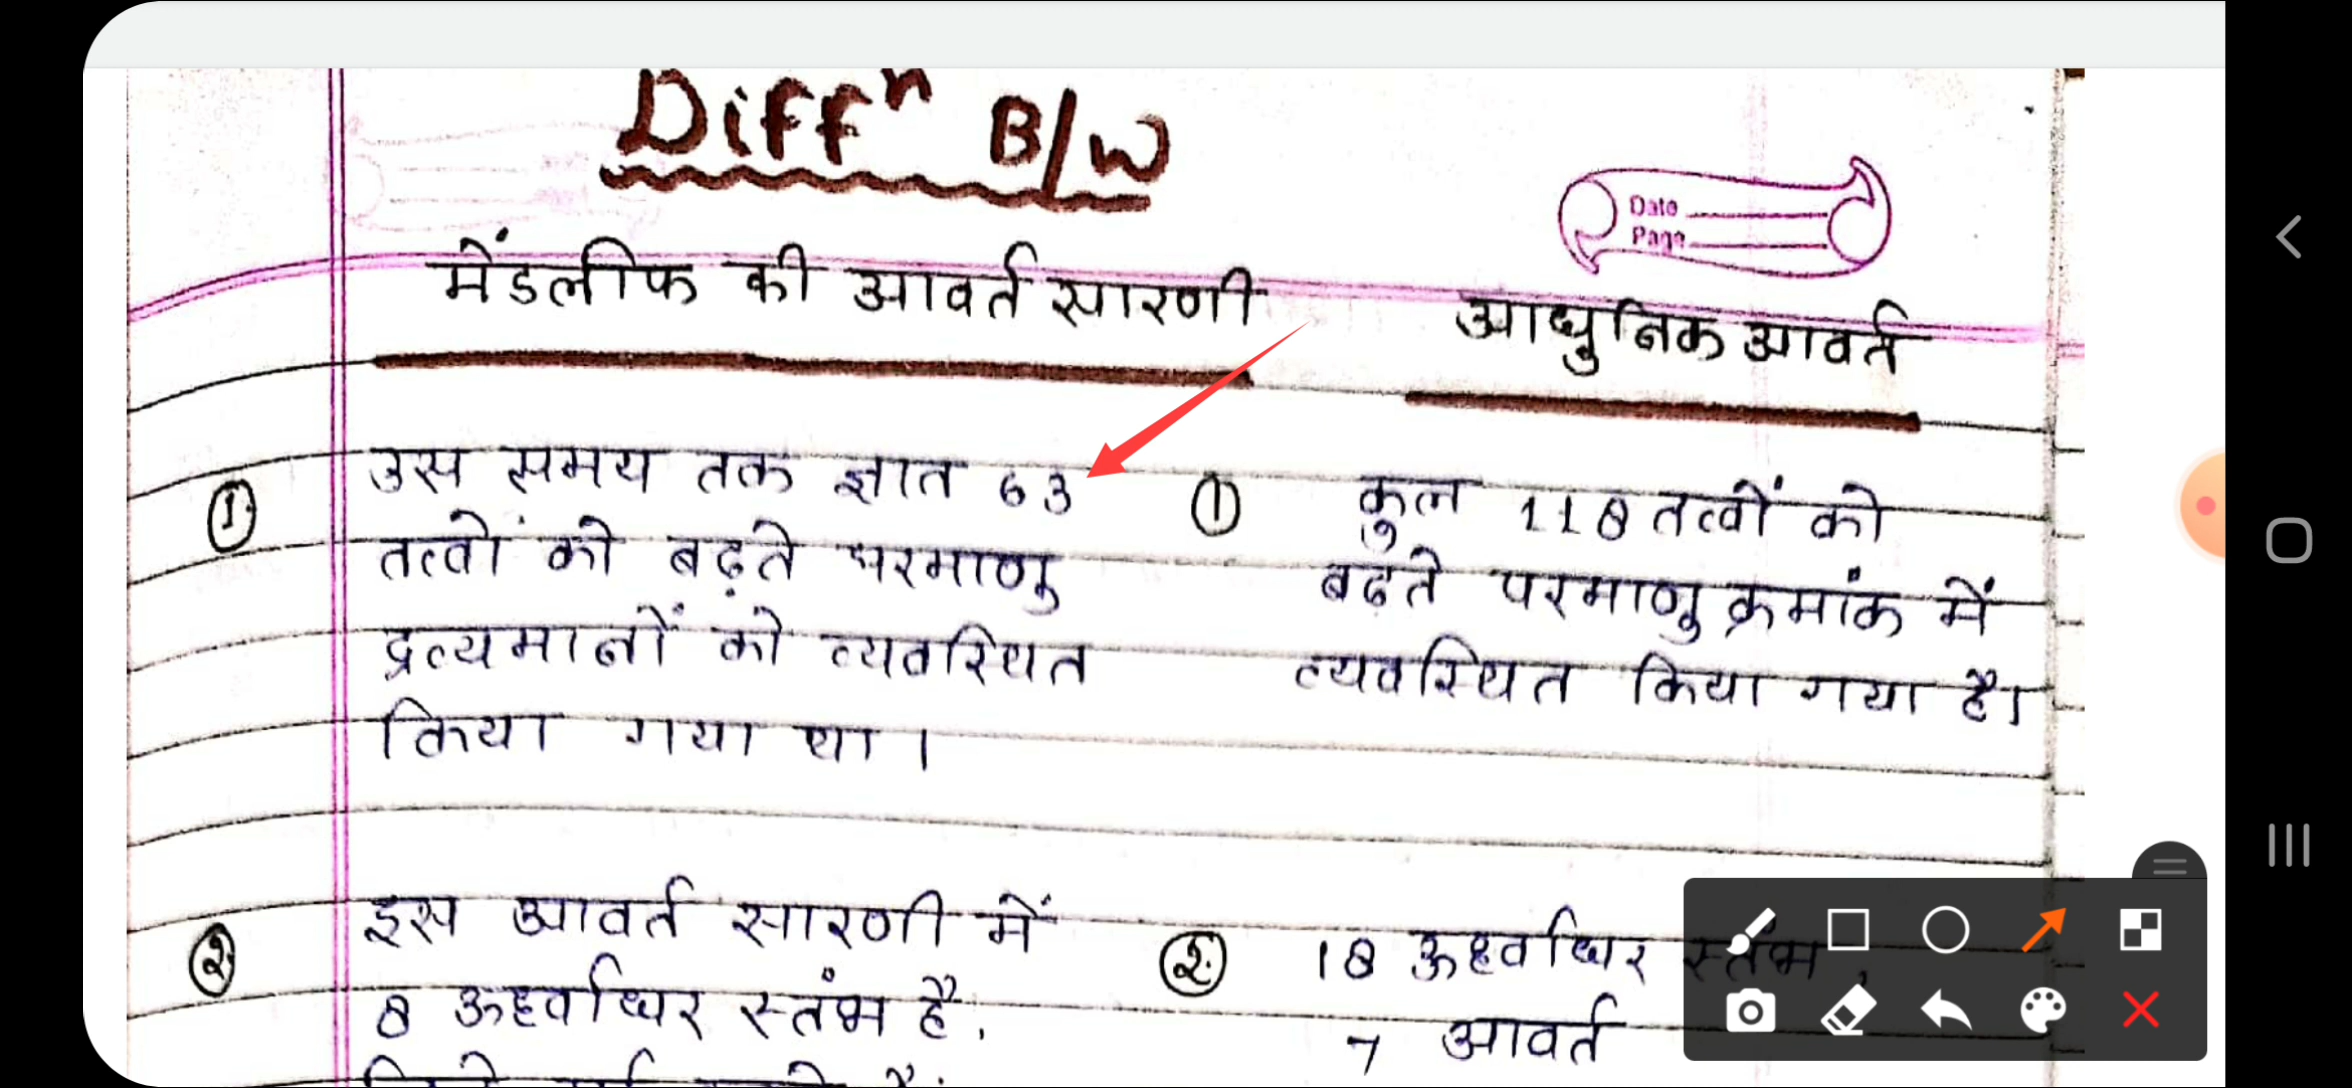 Diffⁿ B/W
Date
Page
मेंडलीफ की आवर्त सारणी
आधुनिक आवर्त
① उस समय तक ज्ञात 63
तत्वों को बढ़ते परमाणु
द्रव्यमानों को व्यवस्थित
किया गया था।
① कुल 118 तत्वों को
बढ़ते परमाणु क्रमांक में
व्यवस्थित किया गया है।
② इस आवर्त सारणी में
8 ऊर्ध्वाधर स्तंभ है,
② 18 ऊर्ध्वाधर स्तंभ,
7 आवर्त